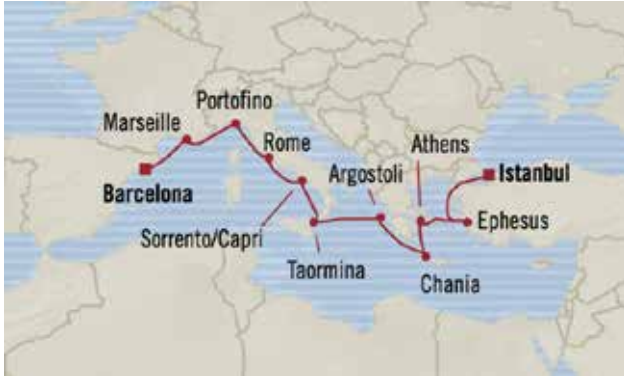 Portofino
Marseille
Rome
Athens
Argostoli
Istanbul
Barcelona
Ephesus
Sorrento/Capri
Taormina
Chania